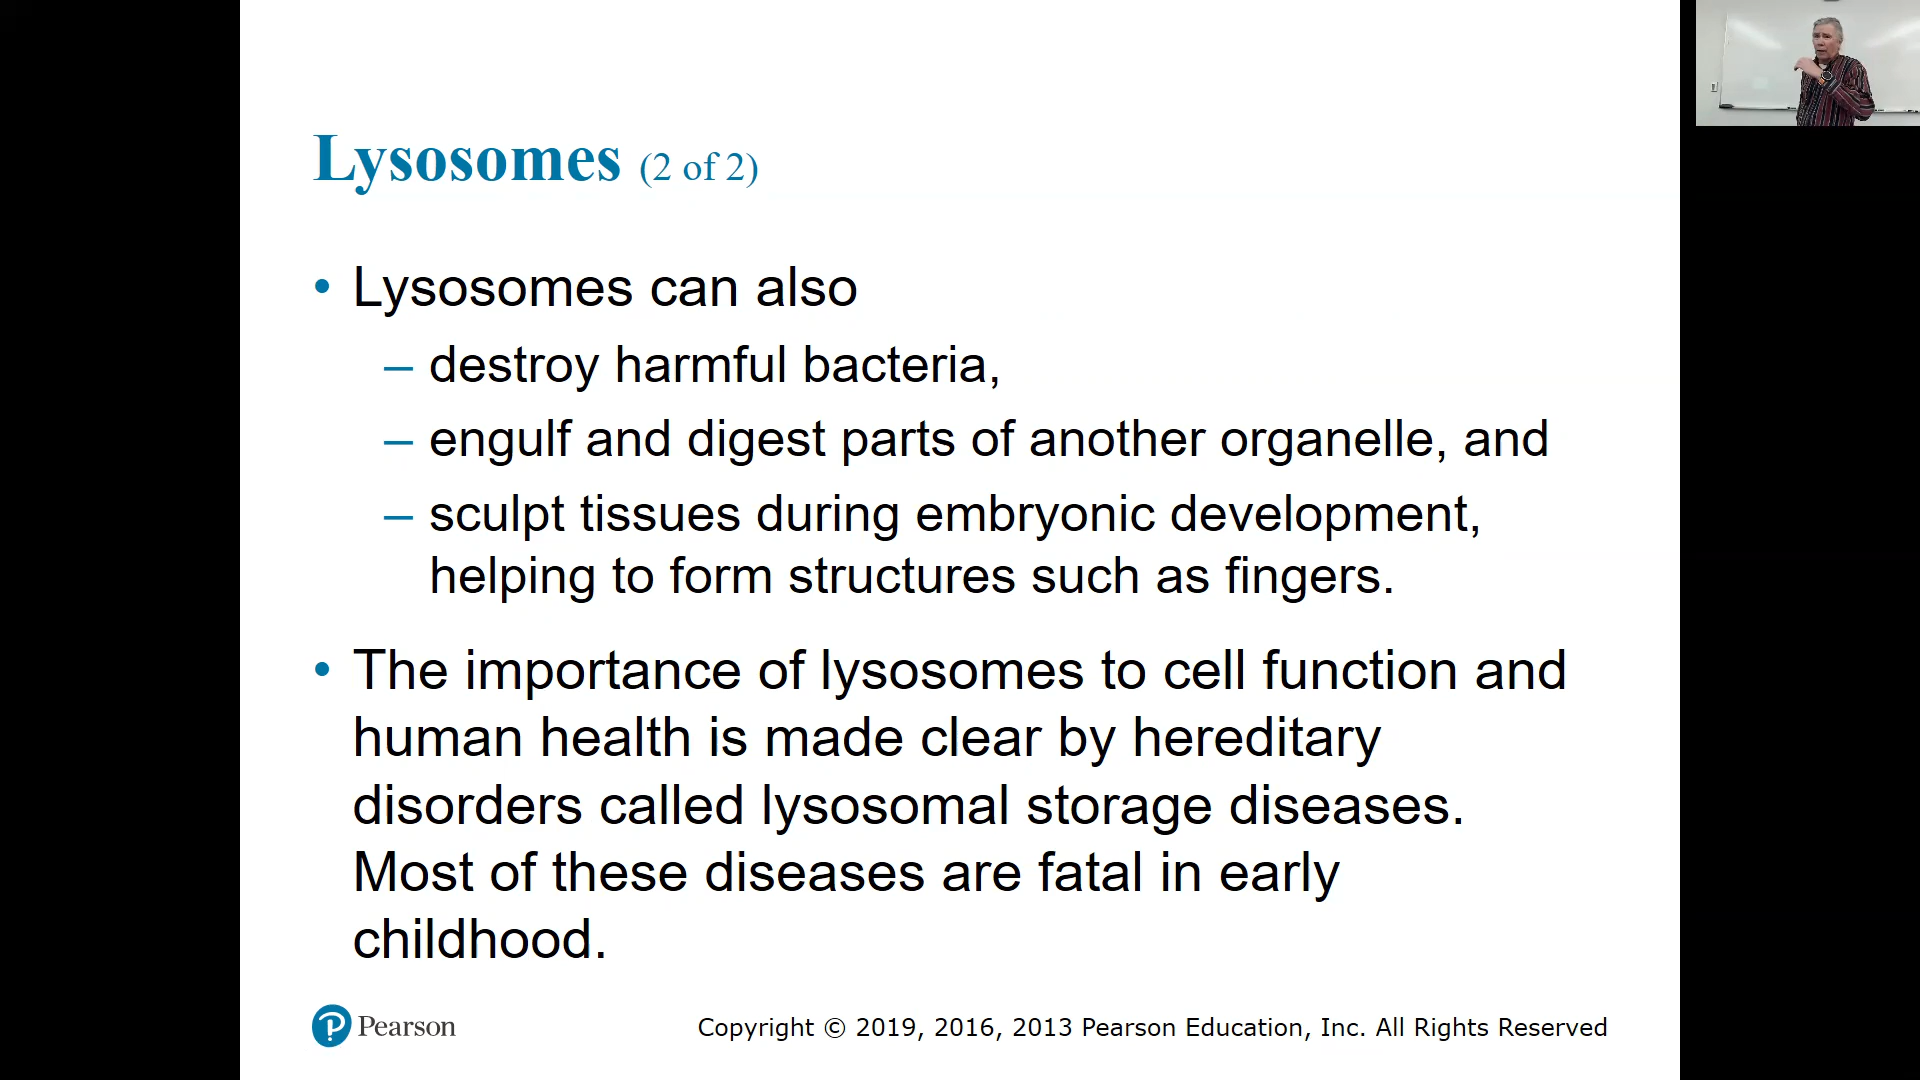 Lysosomes (2 of 2)
• Lysosomes can also
– destroy harmful bacteria,
– engulf and digest parts of another organelle, and
– sculpt tissues during embryonic development,
helping to form structures such as fingers.
• The importance of lysosomes to cell function and
human health is made clear by hereditary
disorders called lysosomal storage diseases.
Most of these diseases are fatal in early
childhood.
Pearson
Copyright © 2019, 2016, 2013 Pearson Education, Inc. All Rights Reserved